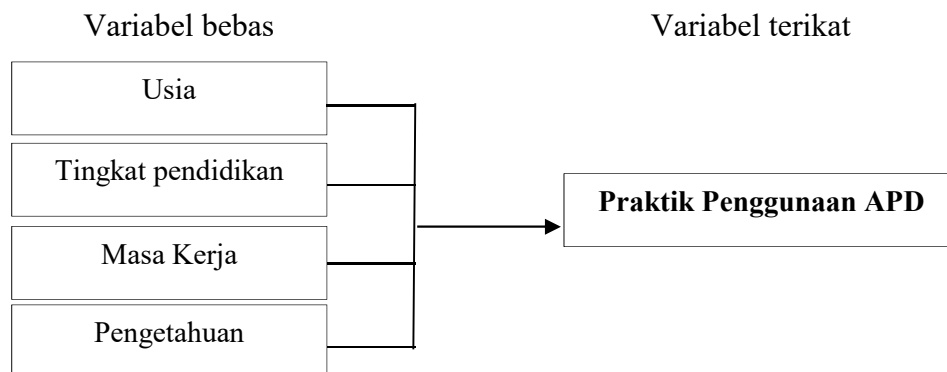 Variabel bebas
Variabel terikat
Usia
Tingkat pendidikan
Praktik Penggunaan APD
Masa Kerja
Pengetahuan